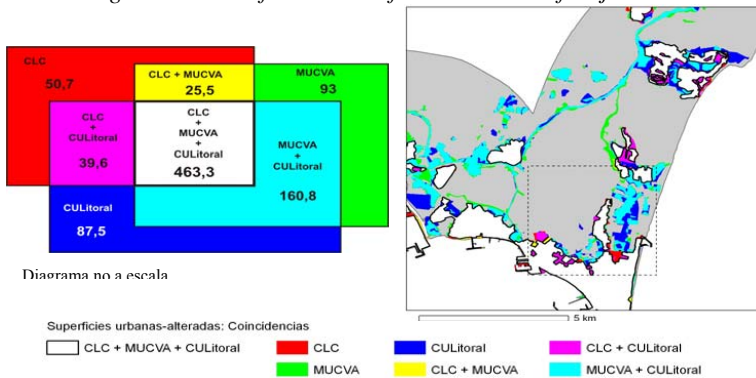 CLC
50,7
CLC + MUCVA
25,5
MUCVA
93
CLC
+
CULitoral
39,6
CLC
+
MUCVA
+
CULitoral
463,3
MUCVA
+
CULitoral
160,8
CULitoral
87,5
Diagrama no a escala
5 km
Superficies urbanas-alteradas: Coincidencias
CLC + MUCVA + CULitoral
CLC
CULitoral
CLC + CULitoral
MUCVA
CLC + MUCVA
MUCVA + CULitoral